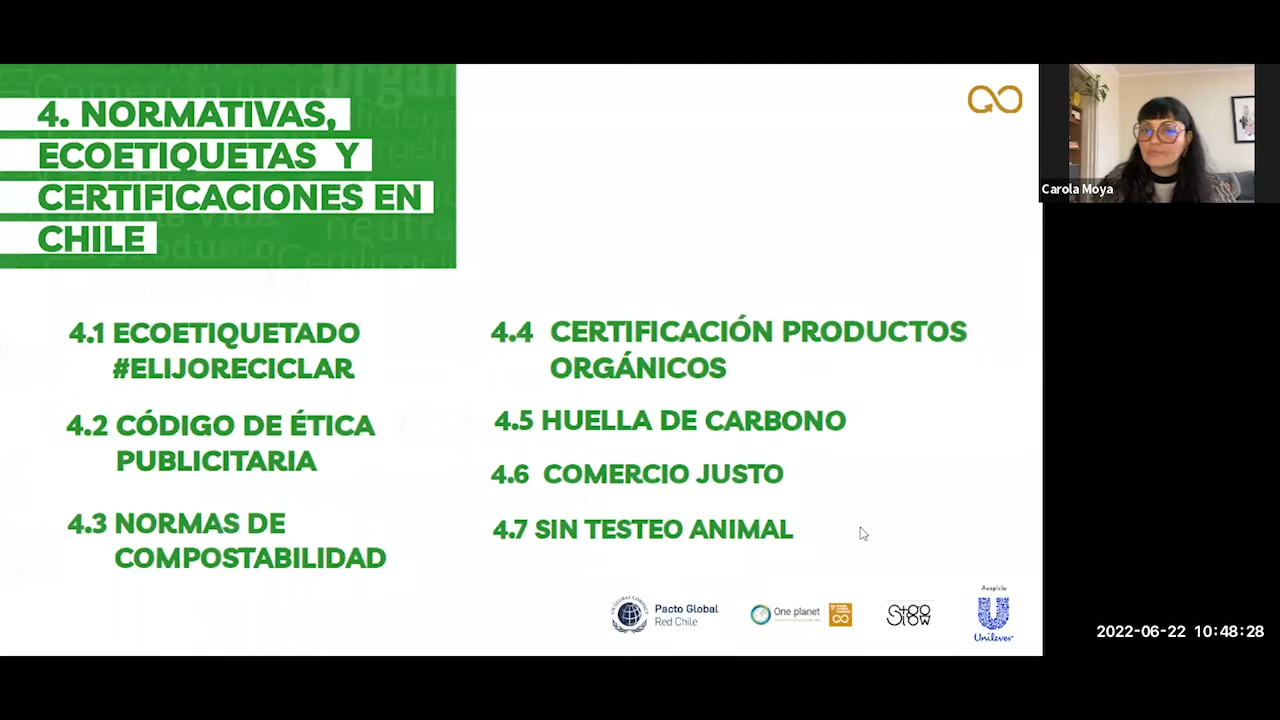 4. NORMATIVAS,
ECOETIQUETAS Y
CERTIFICACIONES EN
CHILE
4.1 ECOETIQUETADO
#ELIJORECICLAR
4.2 CÓDIGO DE ÉTICA
PUBLICITARIA
4.3 NORMAS DE
COMPOSTABILIDAD
4.4 CERTIFICACIÓN PRODUCTOS
ORGÁNICOS
4.5 HUELLA DE CARBONO
4.6 COMERCIO JUSTO
4.7 SIN TESTEO ANIMAL
Pacto Global
Red Chile
One planet
Auspicia
Unilever
Carola Moya
2022-06-22 10:48:28